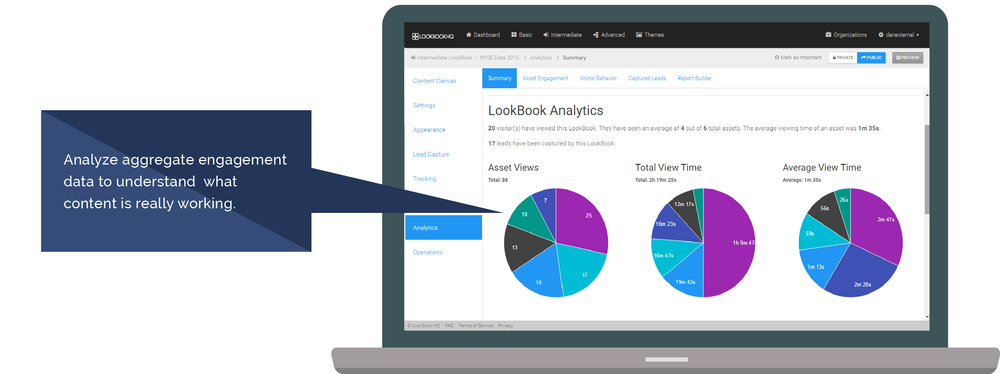 LOOKBOOKHQ Dashboard Basic Intermediate Advanced Themes Organizations danexternal
Intermediate LookBook - NYSE Data 2015 > Analytics > Summary Mark as Important PRIVATE PUBLIC PREVIEW
Content Canvas
Settings
Appearance
Lead Capture
Tracking
Analytics
Operations
Summary Asset Engagement Visitor Behavior Captured Leads Report Builder
LookBook Analytics
20 visitor(s) have viewed this LookBook. They have seen an average of 4 out of 6 total assets. The average viewing time of an asset was 1m 35s.
17 leads have been captured by this LookBook.
Asset Views
Total: 88
7
25
10
13
16
17
Total View Time
Total: 2h 19m 25s
12m 17s
16m 23s
1h 9m 47
16m 47s
19m 42s
Average View Time
Average: 1m 35s
26s
56s
2m 47s
59s
1m 13s
2m 20s
Analyze aggregate engagement
data to understand what
content is really working.
© LookBook HQ FAQ Terms of Service Privacy